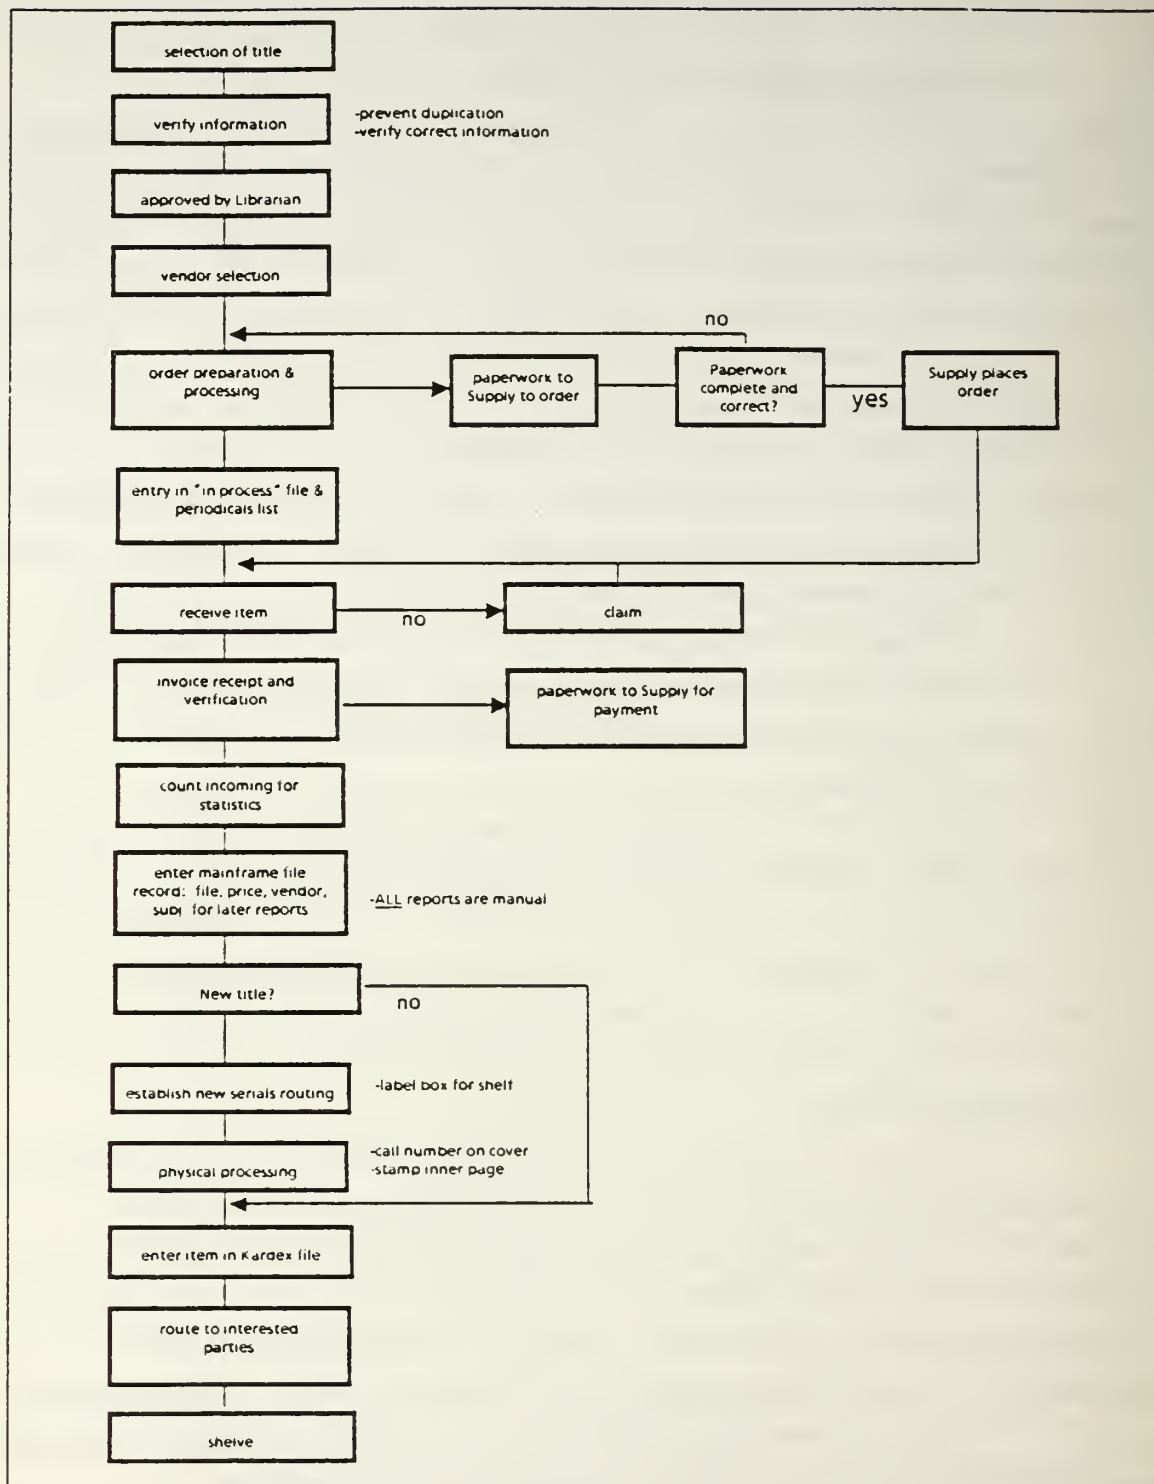 selection of title
verify information
-prevent duplication
-verify correct information
approved by Librarian
vendor selection
no
order preparation &
processing
paperwork to
Supply to order
Paperwork
complete and
correct?
yes
Supply places
order
entry in "in process" file &
periodicals list
receive item
no
claim
invoice receipt and
verification
paperwork to Supply for
payment
count incoming for
statistics
enter mainframe file
record: file, price, vendor,
subj for later reports
-ALL reports are manual
New title?
no
establish new serials routing
-label box for shelf
physical processing
-call number on cover
-stamp inner page
enter item in Kardex file
route to interested
parties
shelve